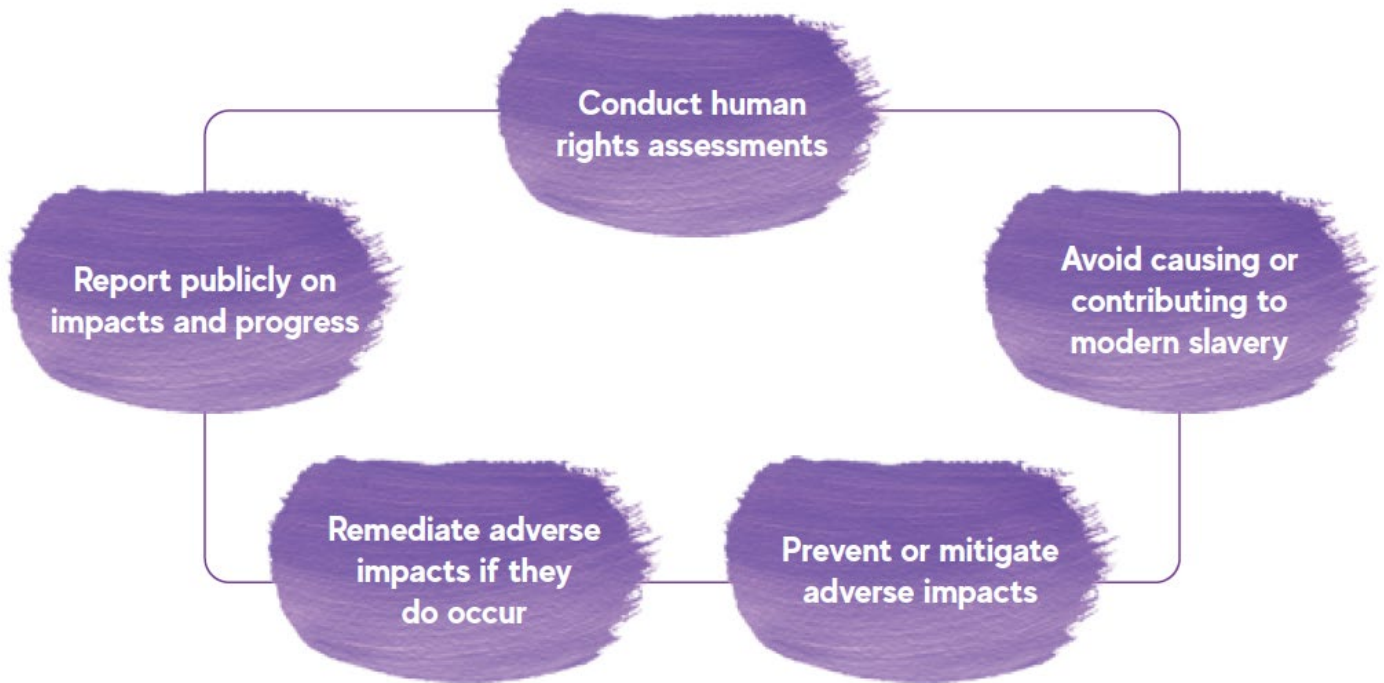 Conduct human
rights assessments
Avoid causing or
contributing to
modern slavery
Prevent or mitigate
adverse impacts
Remediate adverse
impacts if they
do occur
Report publicly on
impacts and progress